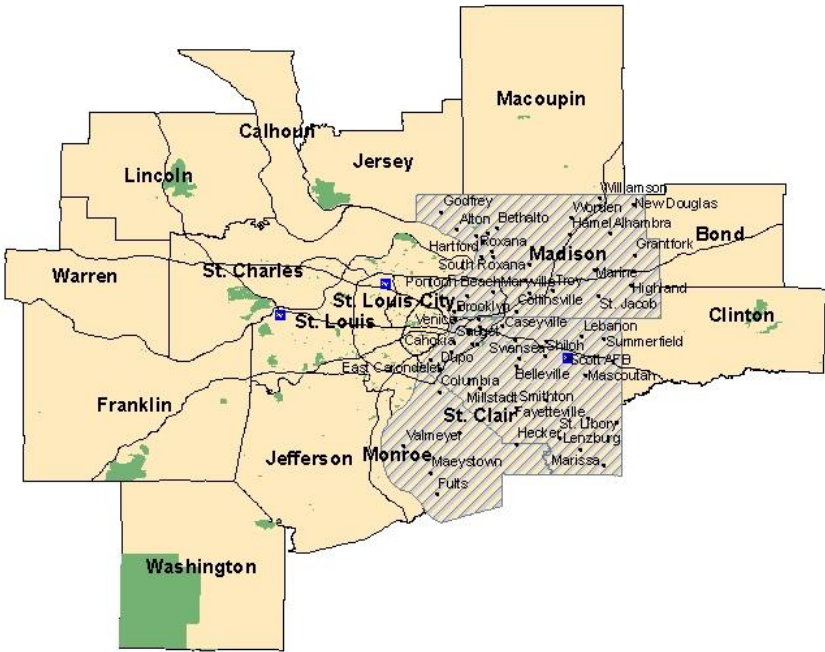 Macoupin
Calhoun
Jersey
Lincoln
Williamson
Godfrey
Worden
New Douglas
Alton
Bethalto
Hamel
Alhambra
Bond
Hartford
Roxana
Madison
Grantfork
Warren
St. Charles
South Roxana
Pontoon Beach
Maryville
Troy
Marine
Highland
St. Louis City
Brooklyn
Collinsville
St. Jacob
Clinton
St. Louis
Venice
Caseyville
Lebanon
Sauget
Cahokia
Swansea
Shiloh
Summerfield
Dupo
Scott AFB
East Carondelet
Belleville
Mascoutah
Franklin
Columbia
Millstadt
Smithton
St. Clair
Fayetteville
St. Libory
Valmeyer
Hecker
Lenzburg
Jefferson
Monroe
Maeystown
Marissa
Fults
Washington